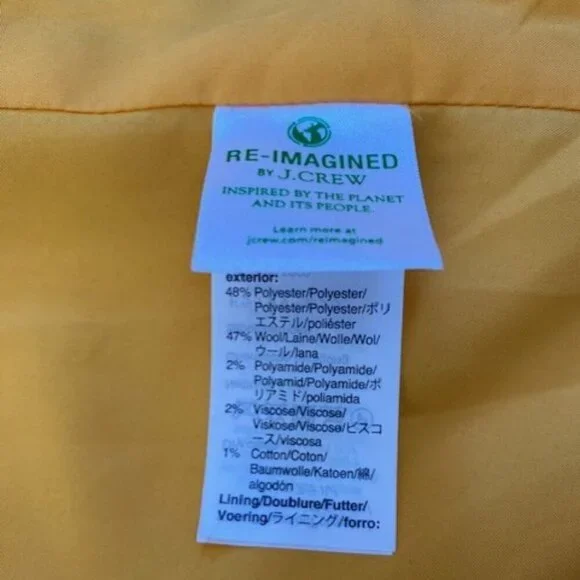 RE-IMAGINED
BY J.CREW
INSPIRED BY THE PLANET
AND ITS PEOPLE.
Learn more at
jcrew.com/reimagined
exterior:
48% Polyester/Polyester/
Polyester/Polyester/ポリ
エステル/poliéster
47% Wool/Laine/Wolle/Wol/
ウール/lana
2% Polyamide/Polyamide/
Polyamid/Polyamide/ポ
リアミド/poliamida
2% Viscose/Viscose/
Viskose/Viscose/ビスコ
ース/viscosa
1% Cotton/Coton/
Baumwolle/Katoen/綿/
algodón
Lining/Doublure/Futter/
Voering/ライニング/forro: